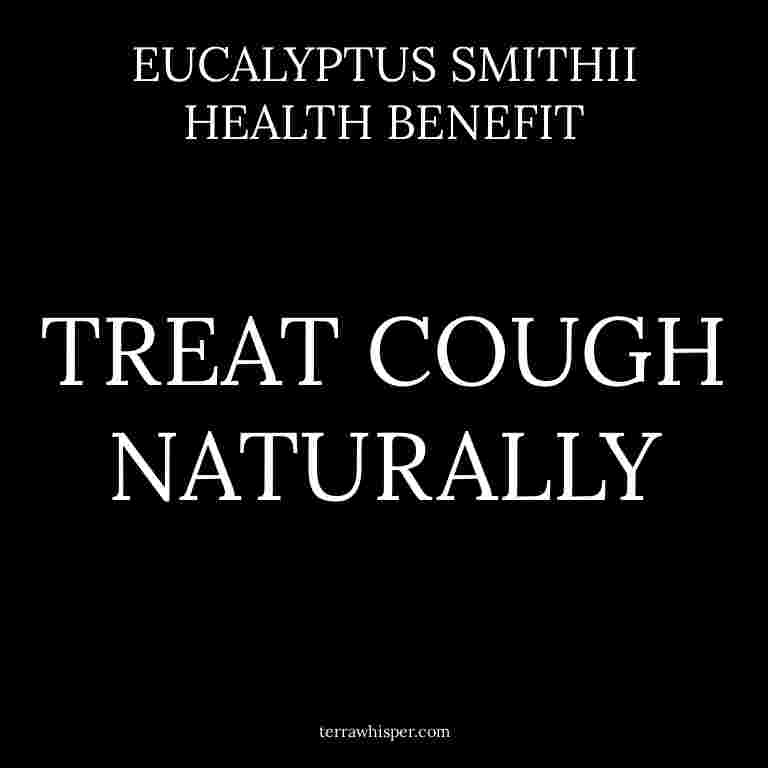 EUCALYPTUS SMITHII
HEALTH BENEFIT
TREAT COUGH
NATURALLY
terrawhisper.com